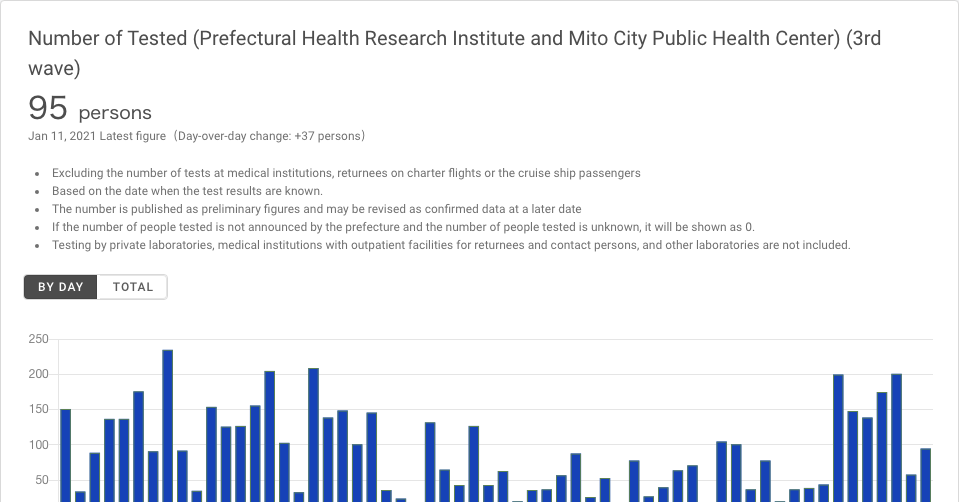 Number of Tested (Prefectural Health Research Institute and Mito City Public Health Center) (3rd
wave)
95 persons
Jan 11, 2021 Latest figure（Day-over-day change: +37 persons）
• Excluding the number of tests at medical institutions, returnees on charter flights or the cruise ship passengers
• Based on the date when the test results are known.
• The number is published as preliminary figures and may be revised as confirmed data at a later date
• If the number of people tested is not announced by the prefecture and the number of people tested is unknown, it will be shown as 0.
• Testing by private laboratories, medical institutions with outpatient facilities for returnees and contact persons, and other laboratories are not included.
BY DAY TOTAL
250
200
150
100
50